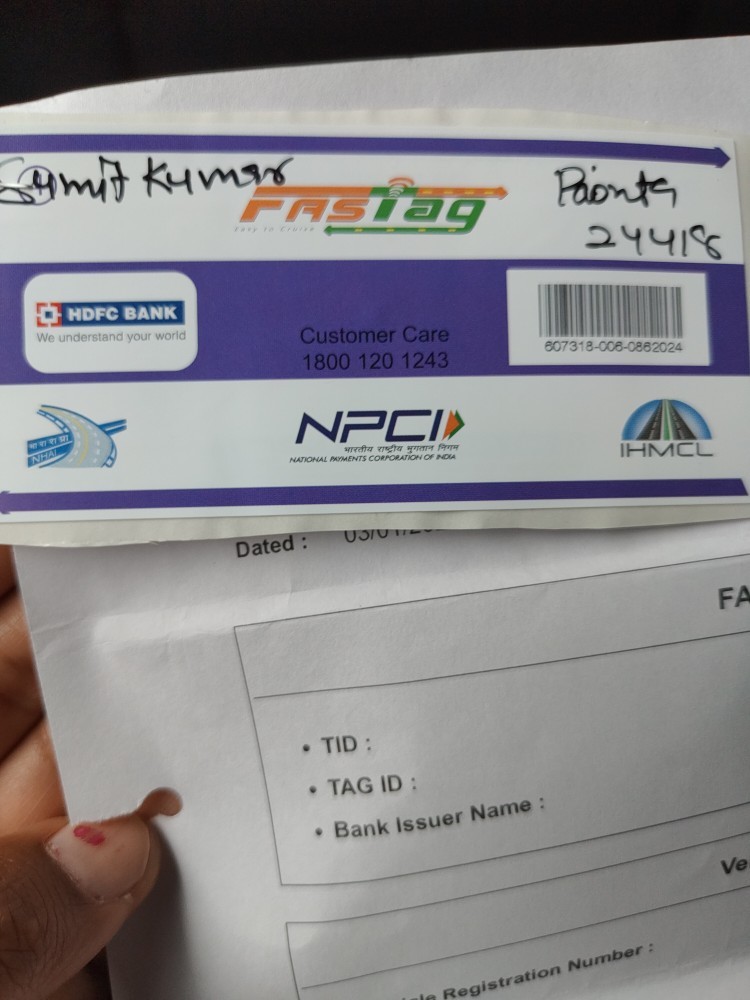 Sumit Kumar
Paonta
244186
FASTag
Easy to Cruise
HDFC BANK
We understand your world
Customer Care
1800 120 1243
607318-006-0862024
भा रा रा प्रा
NHAI
NPCI
भारतीय राष्ट्रीय भुगतान निगम
NATIONAL PAYMENTS CORPORATION OF INDIA
IHMCL
Dated :
FA
• TID :
• TAG ID :
• Bank Issuer Name :
Ve
Registration Number :